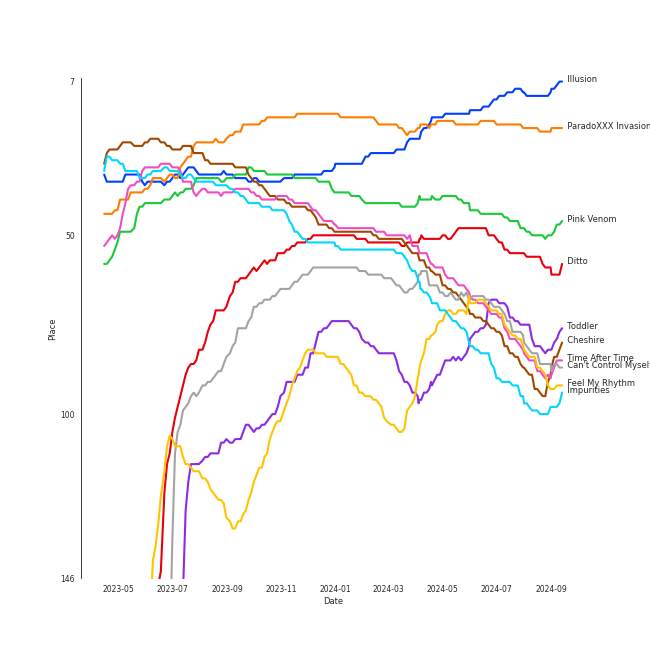 7
50
100
146
Place
2023-05
2023-07
2023-09
2023-11
2024-01
2024-03
2024-05
2024-07
2024-09
Date
Illusion
ParadoXXX Invasion
Pink Venom
Ditto
Toddler
Cheshire
Time After Time
Can't Control Myself
Feel My Rhythm
Impurities